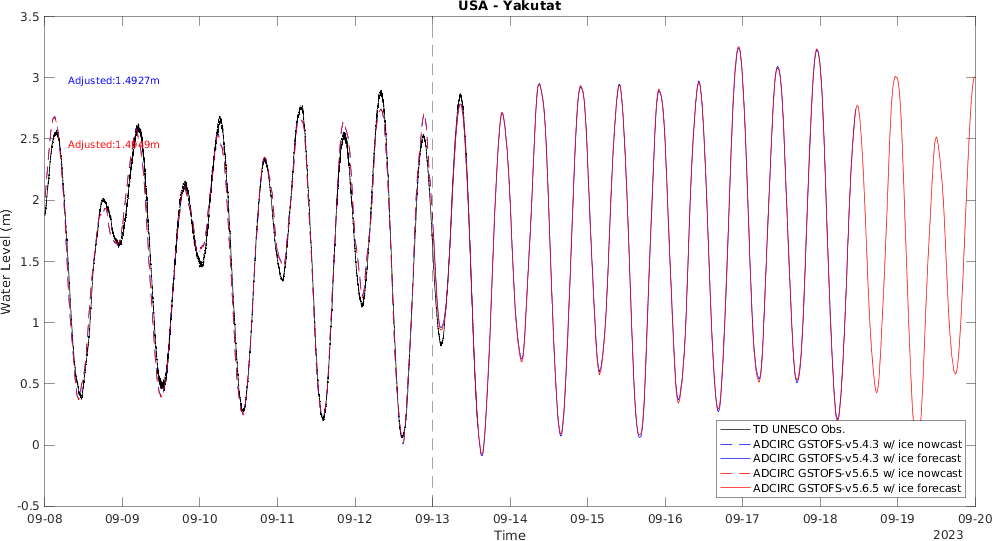 USA - Yakutat
3.5
3
2.5
2
1.5
1
0.5
0
-0.5
Water Level (m)
Adjusted:1.4927m
Adjusted:1.4949m
TD UNESCO Obs.
ADCIRC GSTOFS-v5.4.3 w/ ice nowcast
ADCIRC GSTOFS-v5.4.3 w/ ice forecast
ADCIRC GSTOFS-v5.6.5 w/ ice nowcast
ADCIRC GSTOFS-v5.6.5 w/ ice forecast
09-08 09-09 09-10 09-11 09-12 09-13 09-14 09-15 09-16 09-17 09-18 09-19 09-20
Time
2023